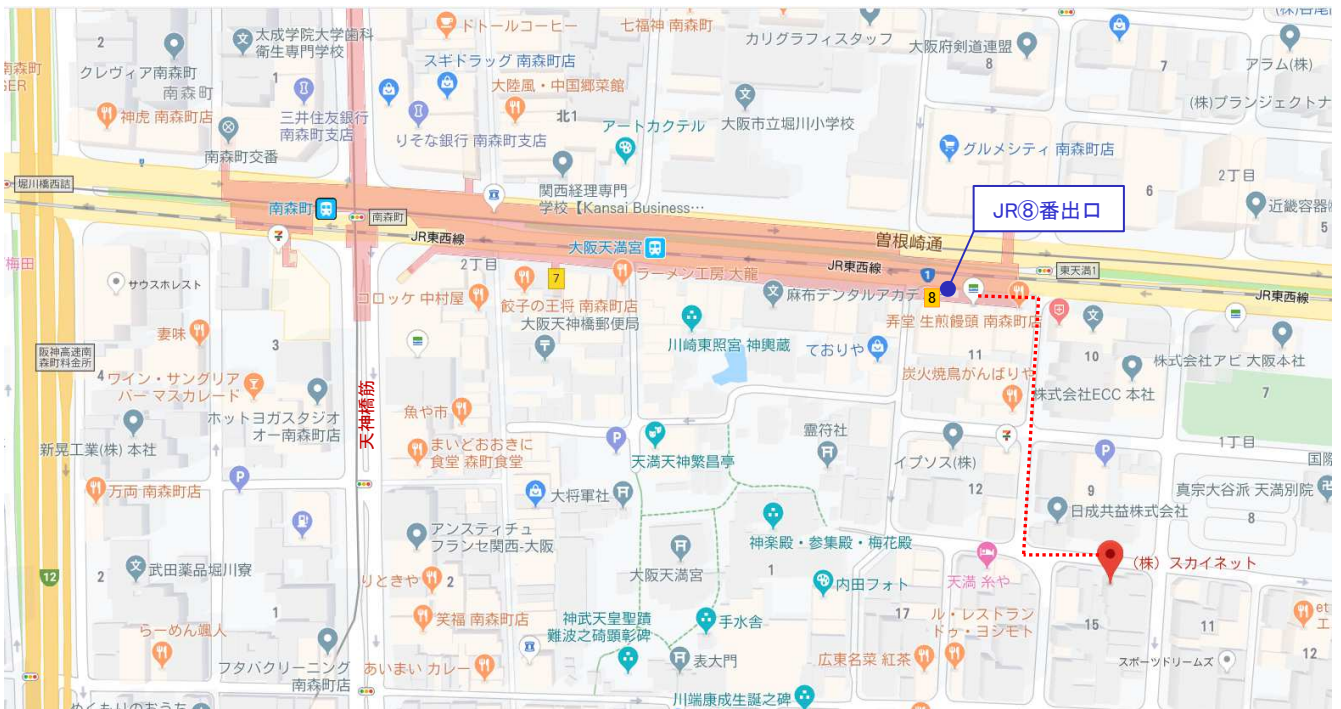 太成学院大学歯科
衛生専門学校
ドトールコーヒー
七福神 南森町
カリグラフィスタッフ
大阪府剣道連盟
8
2
1
クレヴィア南森町
南森町
スギドラッグ 南森町店
7
アラム(株)
南森町
大陸風・中国郷菜館
(株)プランジェクトナ
神虎 南森町店
三井住友銀行
南森町支店
りそな銀行 南森町支店
北1
アートカクテル
大阪市立堀川小学校
南森町交番
グルメシティ 南森町店
関西経理専門
学校【Kansai Business…
6
2丁目
堀川橋西詰
近畿容器
5
南森町
南森町
JR⑧番出口
JR東西線
大阪天満宮
曽根崎通
2丁目
JR東西線
東天満1
梅田
サウスホレスト
コロッケ 中村屋
7
ラーメン工房 大龍
餃子の王将 南森町店
麻布デンタルアカデ
1
8
JR東西線
大阪天神橋郵便局
弄堂 生煎饅頭 南森町店
妻味
川崎東照宮 神輿蔵
ておりや
阪神高速南
森町料金所
3
11
10
株式会社アビ 大阪本社
4
ワイン・サングリア
バー マスカレード
炭火焼鳥がんばりや
株式会社ECC 本社
7
天神橋筋
魚や市
ホットヨガスタジオ
オー南森町店
霊符社
新晃工業(株) 本社
まいどおおきに
食堂 森町食堂
天満天神繁昌亭
イプソス(株)
1丁目
国際
万両 南森町店
大将軍社
12
9
真宗大谷派 天満別院
日成共益株式会社
8
アンスティチュ
フランセ関西-大阪
神楽殿・参集殿・梅花殿
武田薬品堀川寮
2
12
りときや
2
大阪天満宮
1
内田フォト
天満 糸や
(株) スカイネット
1
笑福 南森町店
神武天皇聖蹟
難波之碕顕彰碑
手水舎
17
ル・レストラン
ドゥ・ヨシモト
15
11
et
エ
らーめん颯人
フタバクリーニング
南森町店
あいまい カレー
表大門
広東名菜 紅茶
スポーツドリームズ
12
川端康成生誕之碑
ぬくもりのおうち